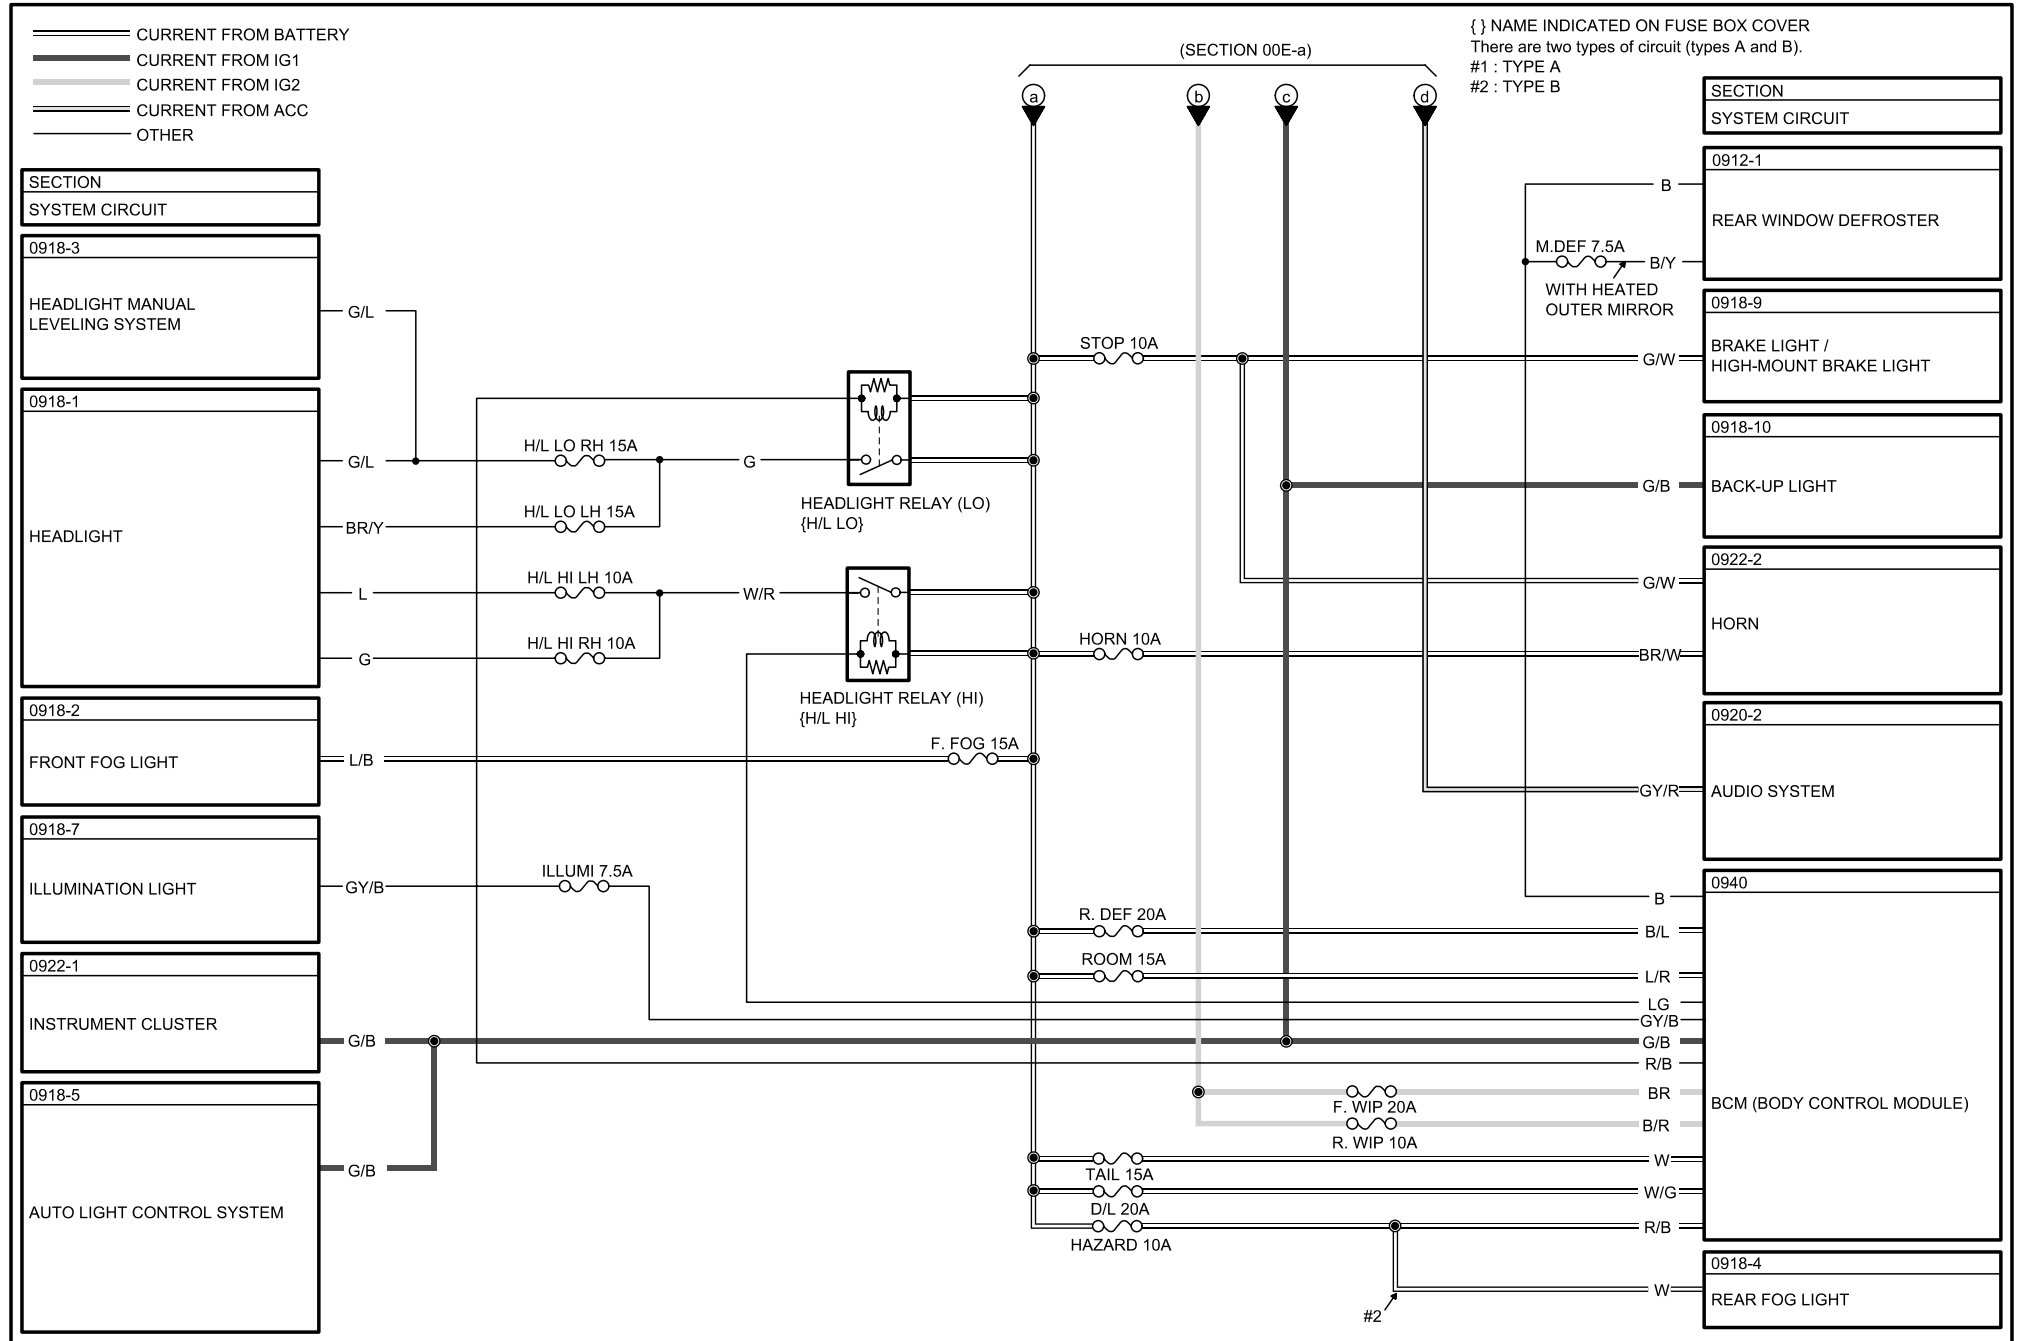 CURRENT FROM BATTERY
CURRENT FROM IG1
CURRENT FROM IG2
CURRENT FROM ACC
OTHER
(SECTION 00E-a)
a
b
c
d
{ } NAME INDICATED ON FUSE BOX COVER
There are two types of circuit (types A and B).
#1 : TYPE A
#2 : TYPE B
SECTION
SYSTEM CIRCUIT
0918-3
HEADLIGHT MANUAL
LEVELING SYSTEM
G/L
0918-1
HEADLIGHT
G/L
BR/Y
L
G
H/L LO RH 15A
H/L LO LH 15A
H/L HI LH 10A
H/L HI RH 10A
G
W/R
HEADLIGHT RELAY (LO)
{H/L LO}
HEADLIGHT RELAY (HI)
{H/L HI}
0918-2
FRONT FOG LIGHT
L/B
F. FOG 15A
0918-7
ILLUMINATION LIGHT
GY/B
ILLUMI 7.5A
0922-1
INSTRUMENT CLUSTER
G/B
0918-5
AUTO LIGHT CONTROL SYSTEM
G/B
STOP 10A
HORN 10A
R. DEF 20A
ROOM 15A
F. WIP 20A
R. WIP 10A
TAIL 15A
D/L 20A
HAZARD 10A
#2
SECTION
SYSTEM CIRCUIT
0912-1
REAR WINDOW DEFROSTER
B
M.DEF 7.5A
B/Y
WITH HEATED
OUTER MIRROR
0918-9
BRAKE LIGHT /
HIGH-MOUNT BRAKE LIGHT
G/W
0918-10
BACK-UP LIGHT
G/B
0922-2
HORN
G/W
BR/W
0920-2
AUDIO SYSTEM
GY/R
0940
BCM (BODY CONTROL MODULE)
B
B/L
L/R
LG
GY/B
G/B
R/B
BR
B/R
W
W/G
R/B
0918-4
REAR FOG LIGHT
W